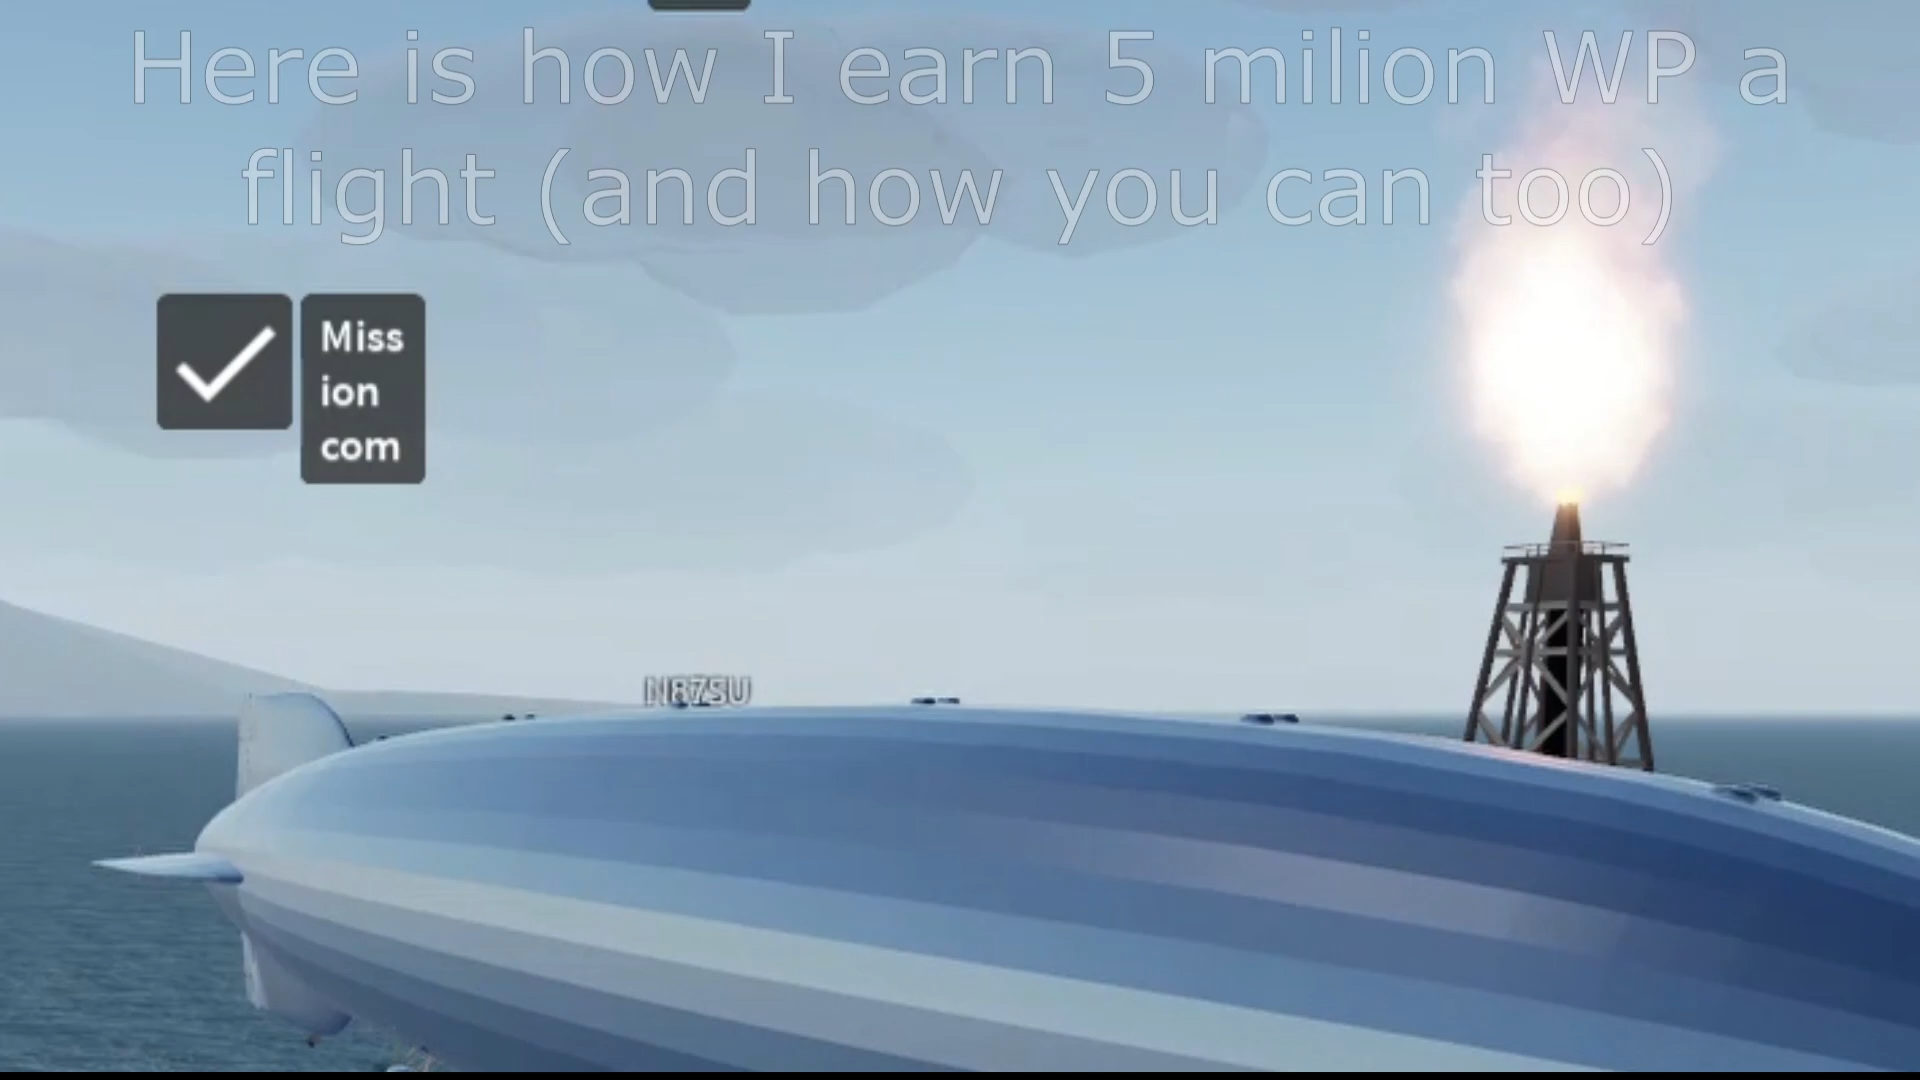 Here is how I earn 5 milion WP a
flight (and how you can too)
Miss
ion
com
N87SU